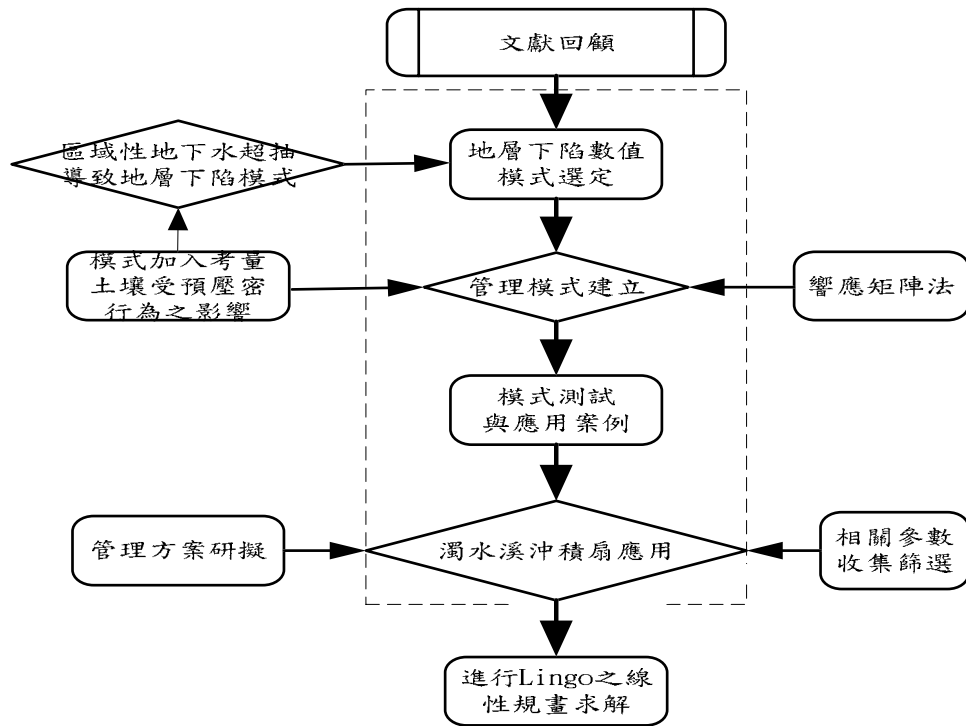 文獻回顧
區域性地下水超抽
導致地層下陷模式
地層下陷數值
模式選定
模式加入考量
土壤受預壓密
行為之影響
管理模式建立
響應矩陣法
模式測試
與應用案例
管理方案研擬
濁水溪沖積扇應用
相關參數
收集篩選
進行Lingo之線
性規畫求解